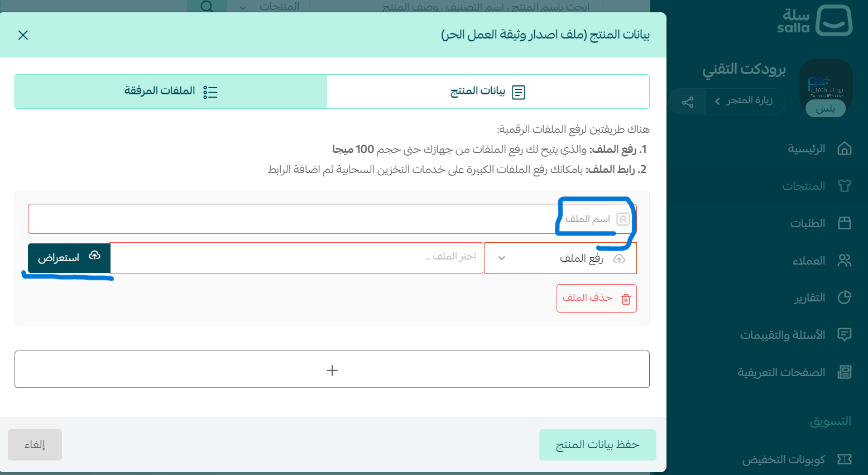 ابحث باسم المنتج ، اسم التصنيف ، وصف المنتج
المنتجات
بيانات المنتج (ملف اصدار وثيقة العمل الحر)
بيانات المنتج
الملفات المرفقة
هناك طريقتين لرفع الملفات الرقمية:
1. رفع الملف: والذي يتيح لك رفع الملفات من جهازك حتى حجم 100 ميجا
2. رابط الملف: بامكانك رفع الملفات الكبيرة على خدمات التخزين السحابية ثم اضافة الرابط
اسم الملف
رفع الملف
اختر الملف ..
استعراض
حذف الملف
+
حفظ بيانات المنتج
إلغاء
سلة
salla
برودكت التقني
زيارة المتجر
بلس
الرئيسية
المنتجات
الطلبات
العملاء
التقارير
الأسئلة والتقييمات
الصفحات التعريفية
التسويق
كوبونات التخفيض